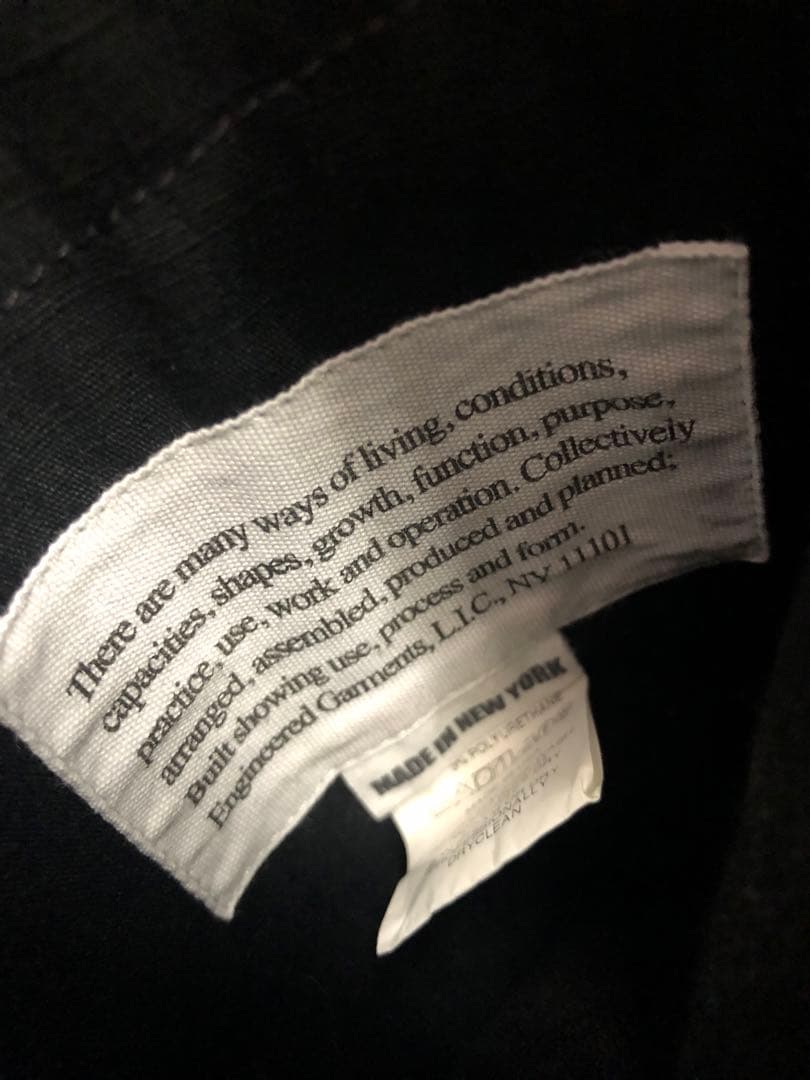 There are many ways of living, conditions,
capacities, shapes, growth, function, purpose,
practice, use, work and operation. Collectively
arranged, assembled, produced and planned;
Built showing use, process and form.
Engineered Garments, L.I.C., NY 11101
MADE IN NEW YORK
POLYURETHANE
DRYCLEAN